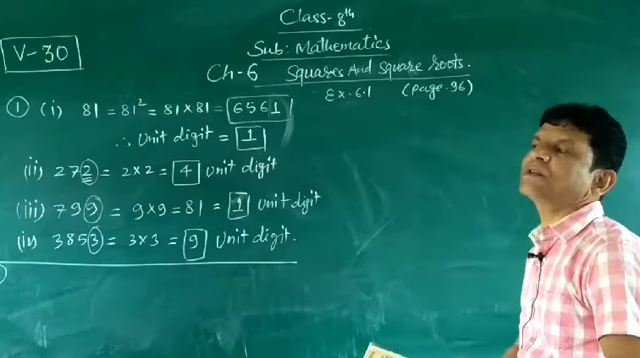 V-30
Class-8th
Sub: Mathematics
Ch-6 Squares And Square roots.
Ex.6.1 (Page.96)
① (i) 81 = 81² = 81×81 = 6561
∴ Unit digit = 1
(ii) 272 = 2×2 = 4 Unit digit
(iii) 799 = 9×9 = 81 = 1 Unit digit
(iv) 3853 = 3×3 = 9 Unit digit.